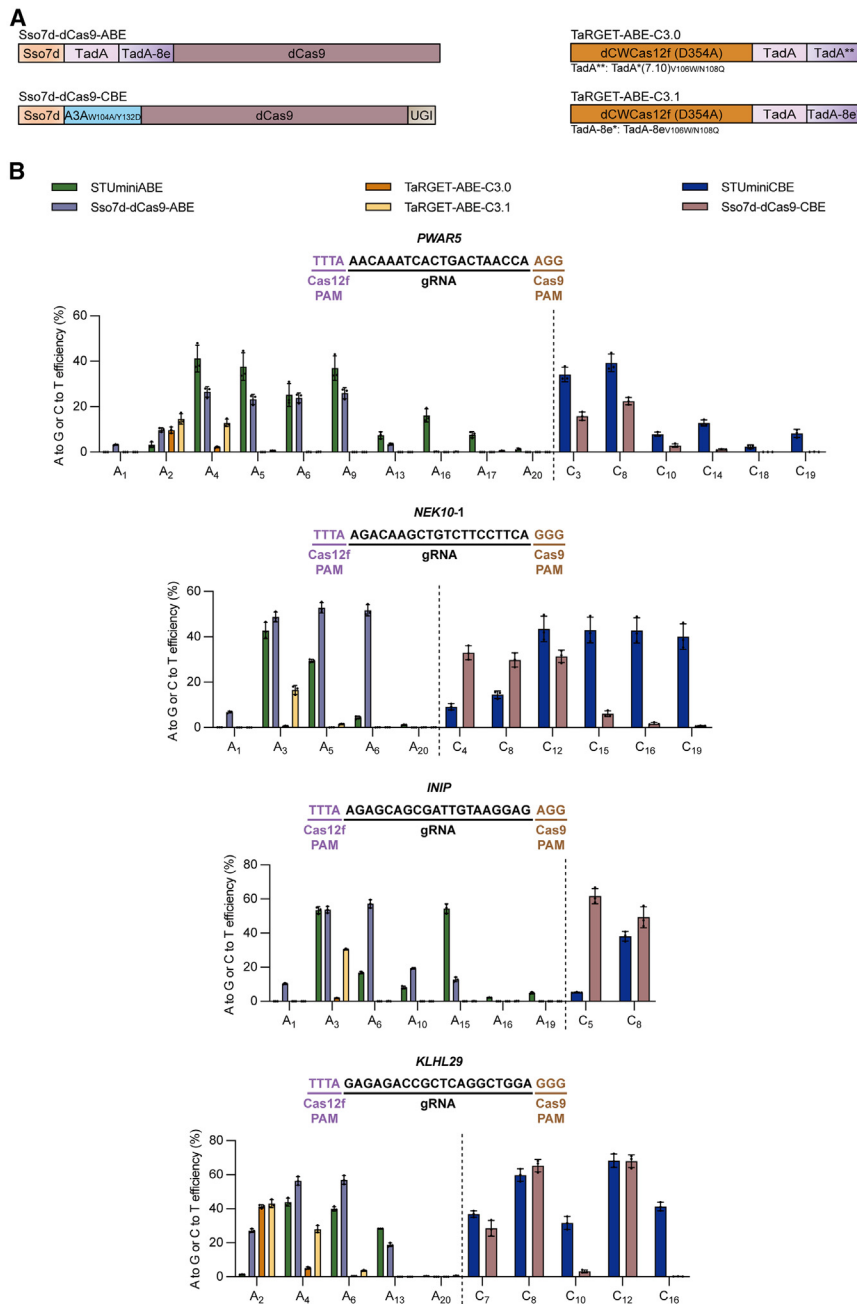 A
Sso7d-dCas9-ABE
Sso7d TadA TadA-8e dCas9
TaRGET-ABE-C3.0
dCWCas12f (D354A) TadA TadA**
TadA**: TadA*(7.10)V106W/N108Q
Sso7d-dCas9-CBE
Sso7d A3AW104A/Y132D dCas9 UGI
TaRGET-ABE-C3.1
dCWCas12f (D354A) TadA TadA-8e*
TadA-8e*: TadA-8eV106W/N108Q
B
STUminiABE TaRGET-ABE-C3.0 STUminiCBE
Sso7d-dCas9-ABE TaRGET-ABE-C3.1 Sso7d-dCas9-CBE
PWAR5
TTTA AACAAATCACTGACTAACCA AGG
Cas12f gRNA Cas9
PAM PAM
A to G or C to T efficiency (%)
60
40
20
0
A1 A2 A4 A5 A6 A9 A13 A16 A17 A20 C3 C8 C10 C14 C18 C19
NEK10-1
TTTA AGACAAGCTGTCTTCCTTCA GGG
Cas12f gRNA Cas9
PAM PAM
A to G or C to T efficiency (%)
60
40
20
0
A1 A3 A5 A6 A20 C4 C8 C12 C15 C16 C19
INIP
TTTA AGAGCAGCGATTGTAAGGAG AGG
Cas12f gRNA Cas9
PAM PAM
A to G or C to T efficiency (%)
80
60
40
20
0
A1 A3 A6 A10 A15 A16 A19 C5 C8
KLHL29
TTTA GAGAGACCGCTCAGGCTGGA GGG
Cas12f gRNA Cas9
PAM PAM
A to G or C to T efficiency (%)
80
60
40
20
0
A2 A4 A6 A13 A20 C7 C8 C10 C12 C16